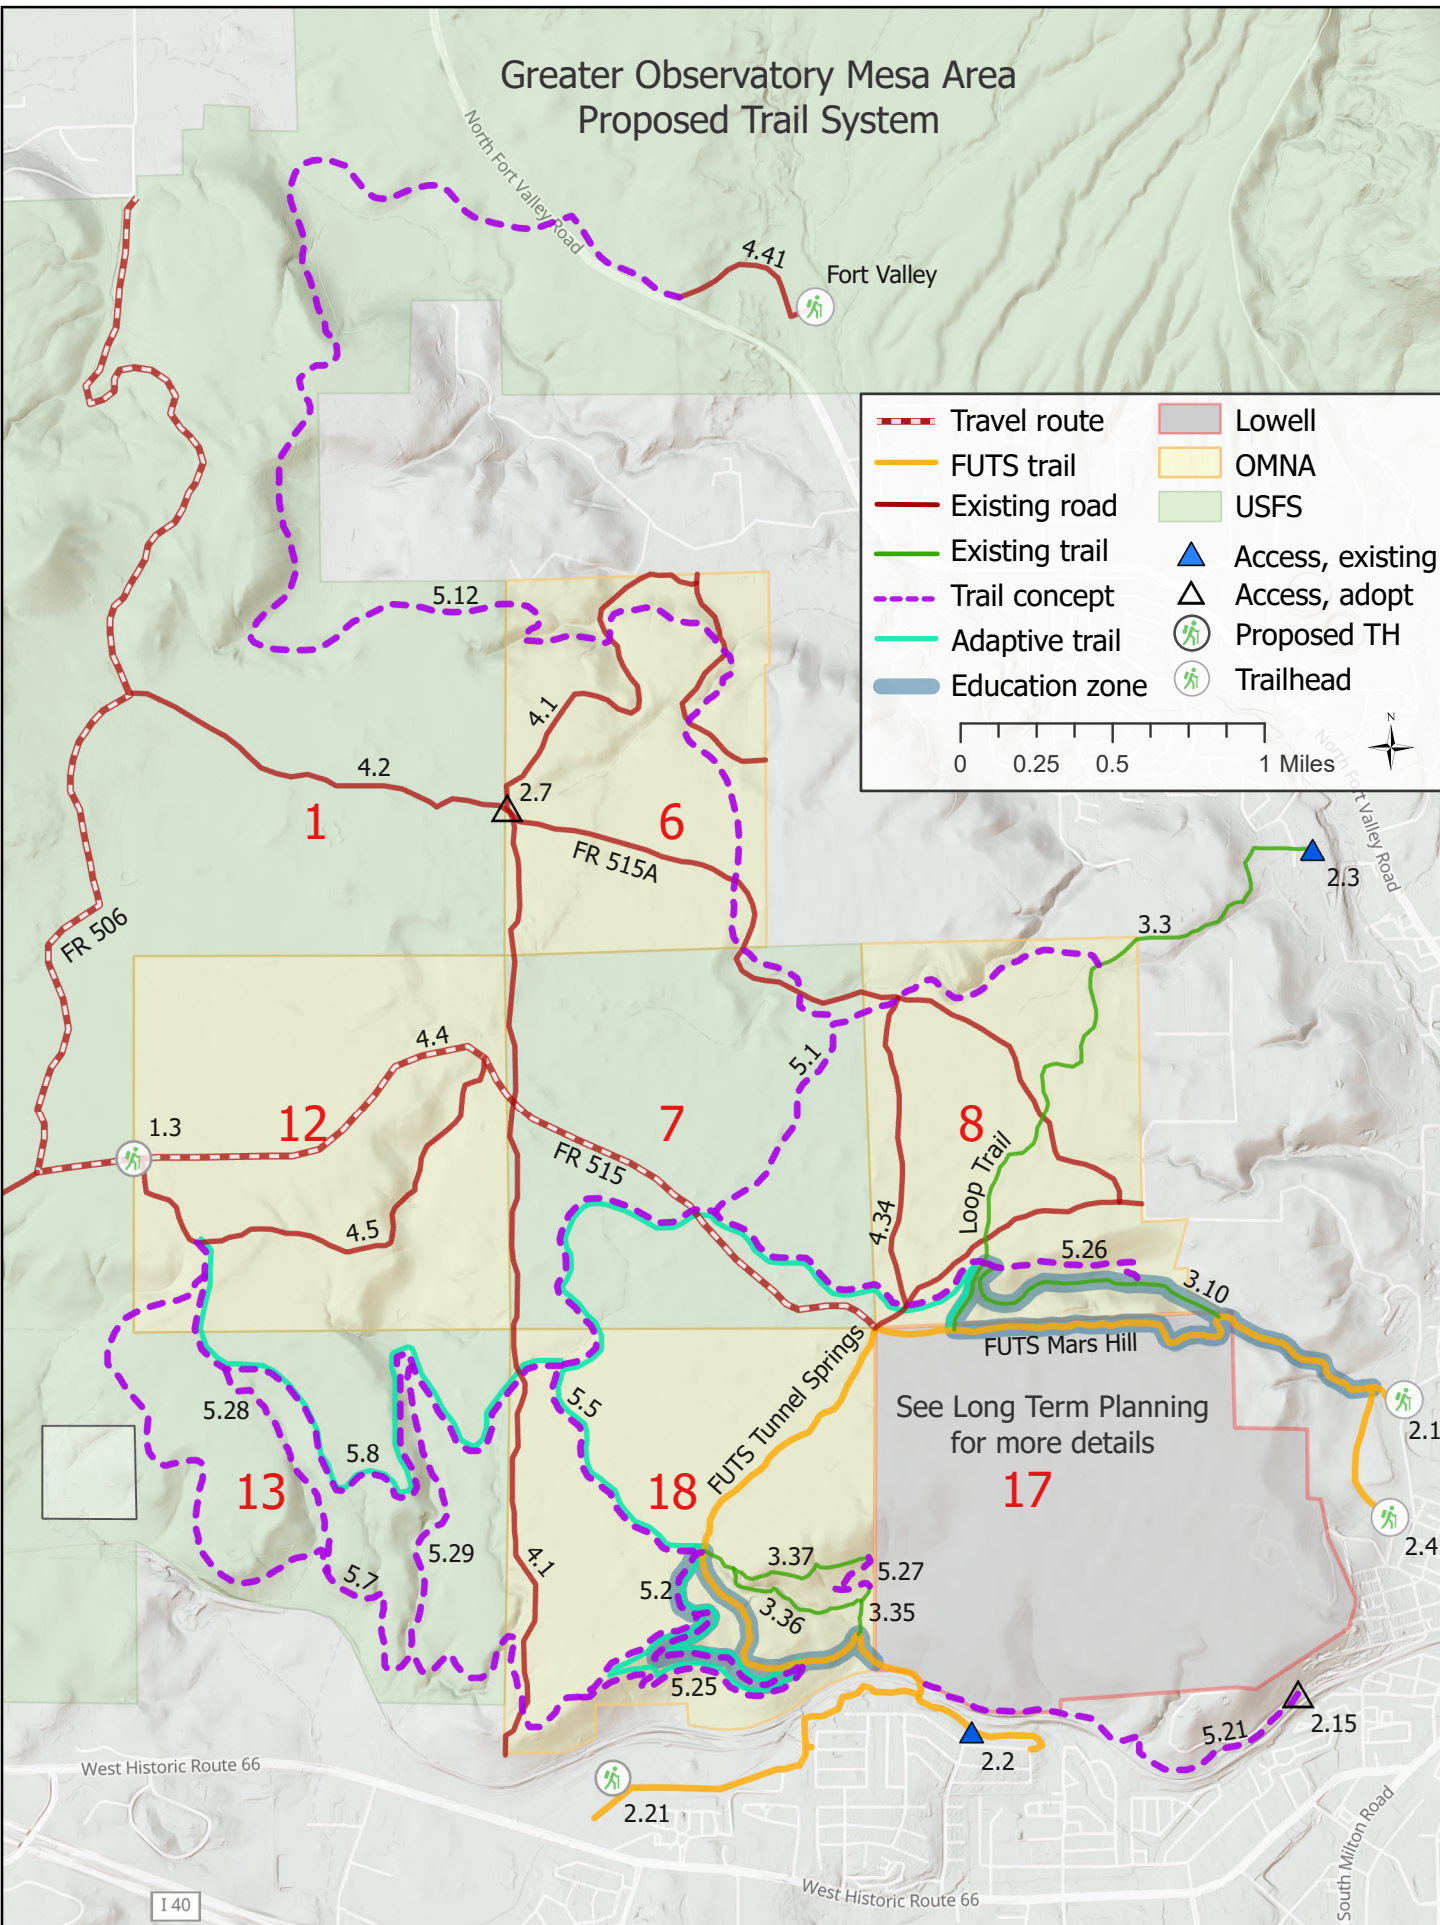 Greater Observatory Mesa Area
Proposed Trail System
North Fort Valley Road
4.41
Fort Valley
Travel route
FUTS trail
Existing road
Existing trail
Trail concept
Adaptive trail
Education zone
Lowell
OMNA
USFS
Access, existing
Access, adopt
Proposed TH
Trailhead
N
0 0.25 0.5 1 Miles
North Fort Valley Road
5.12
4.1
4.2
2.7
1
6
FR 515A
2.3
3.3
FR 506
4.4
5.1
1.3
12
7
8
FR 515
Loop Trail
4.5
4.34
5.26
3.10
FUTS Mars Hill
FUTS Tunnel Springs
See Long Term Planning
for more details
17
2.1
5.28
5.5
5.8
13
18
2.4
4.1
5.29
3.37
5.27
5.7
5.2
3.36
3.35
5.25
5.21
2.15
2.2
West Historic Route 66
2.21
South Milton Road
West Historic Route 66
I 40